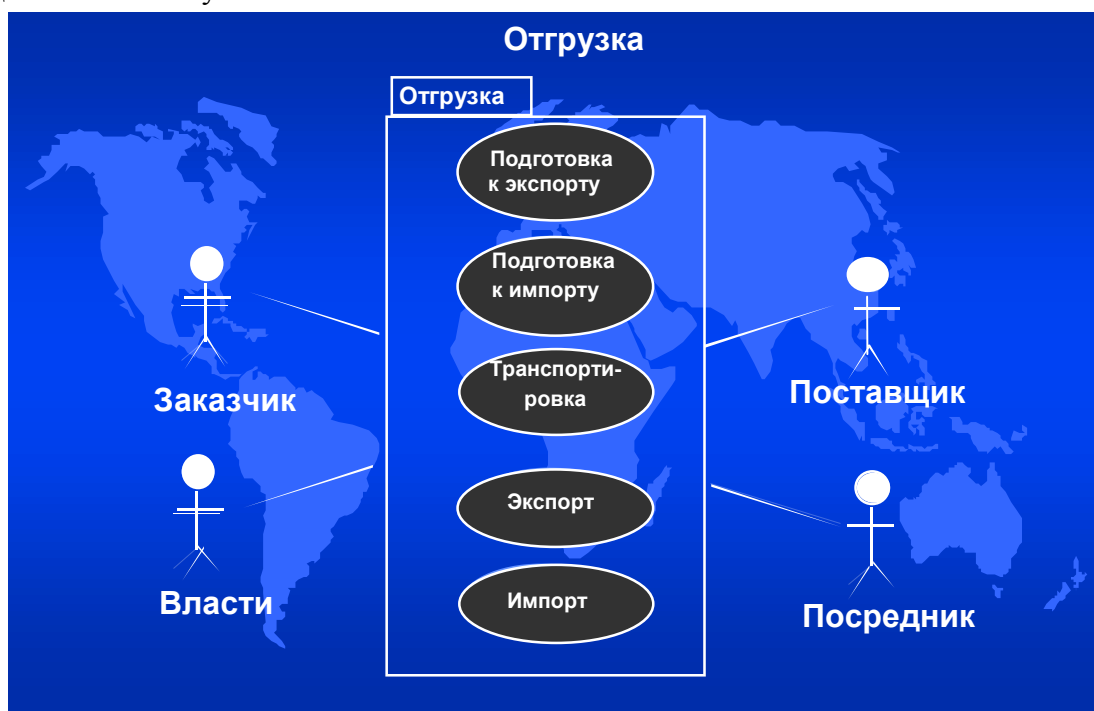 Отгрузка
Отгрузка
Подготовка
к экспорту
Подготовка
к импорту
Транспорти-
ровка
Экспорт
Импорт
Заказчик
Власти
Поставщик
Посредник